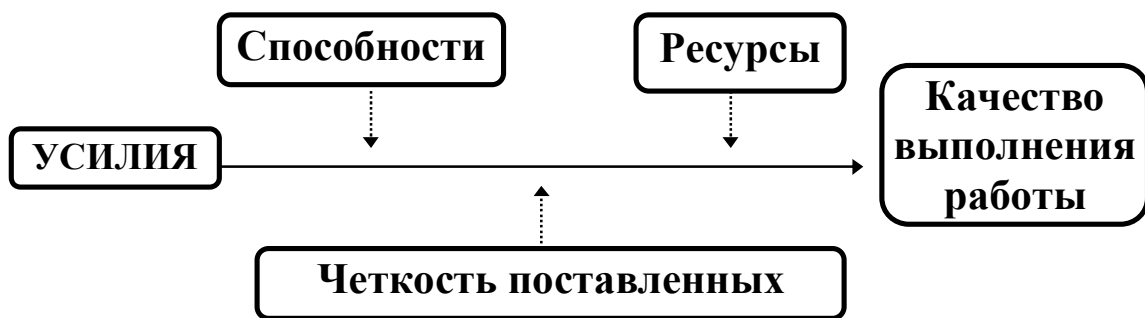 Способности
Ресурсы
УСИЛИЯ
Качество
выполнения
работы
Четкость поставленных